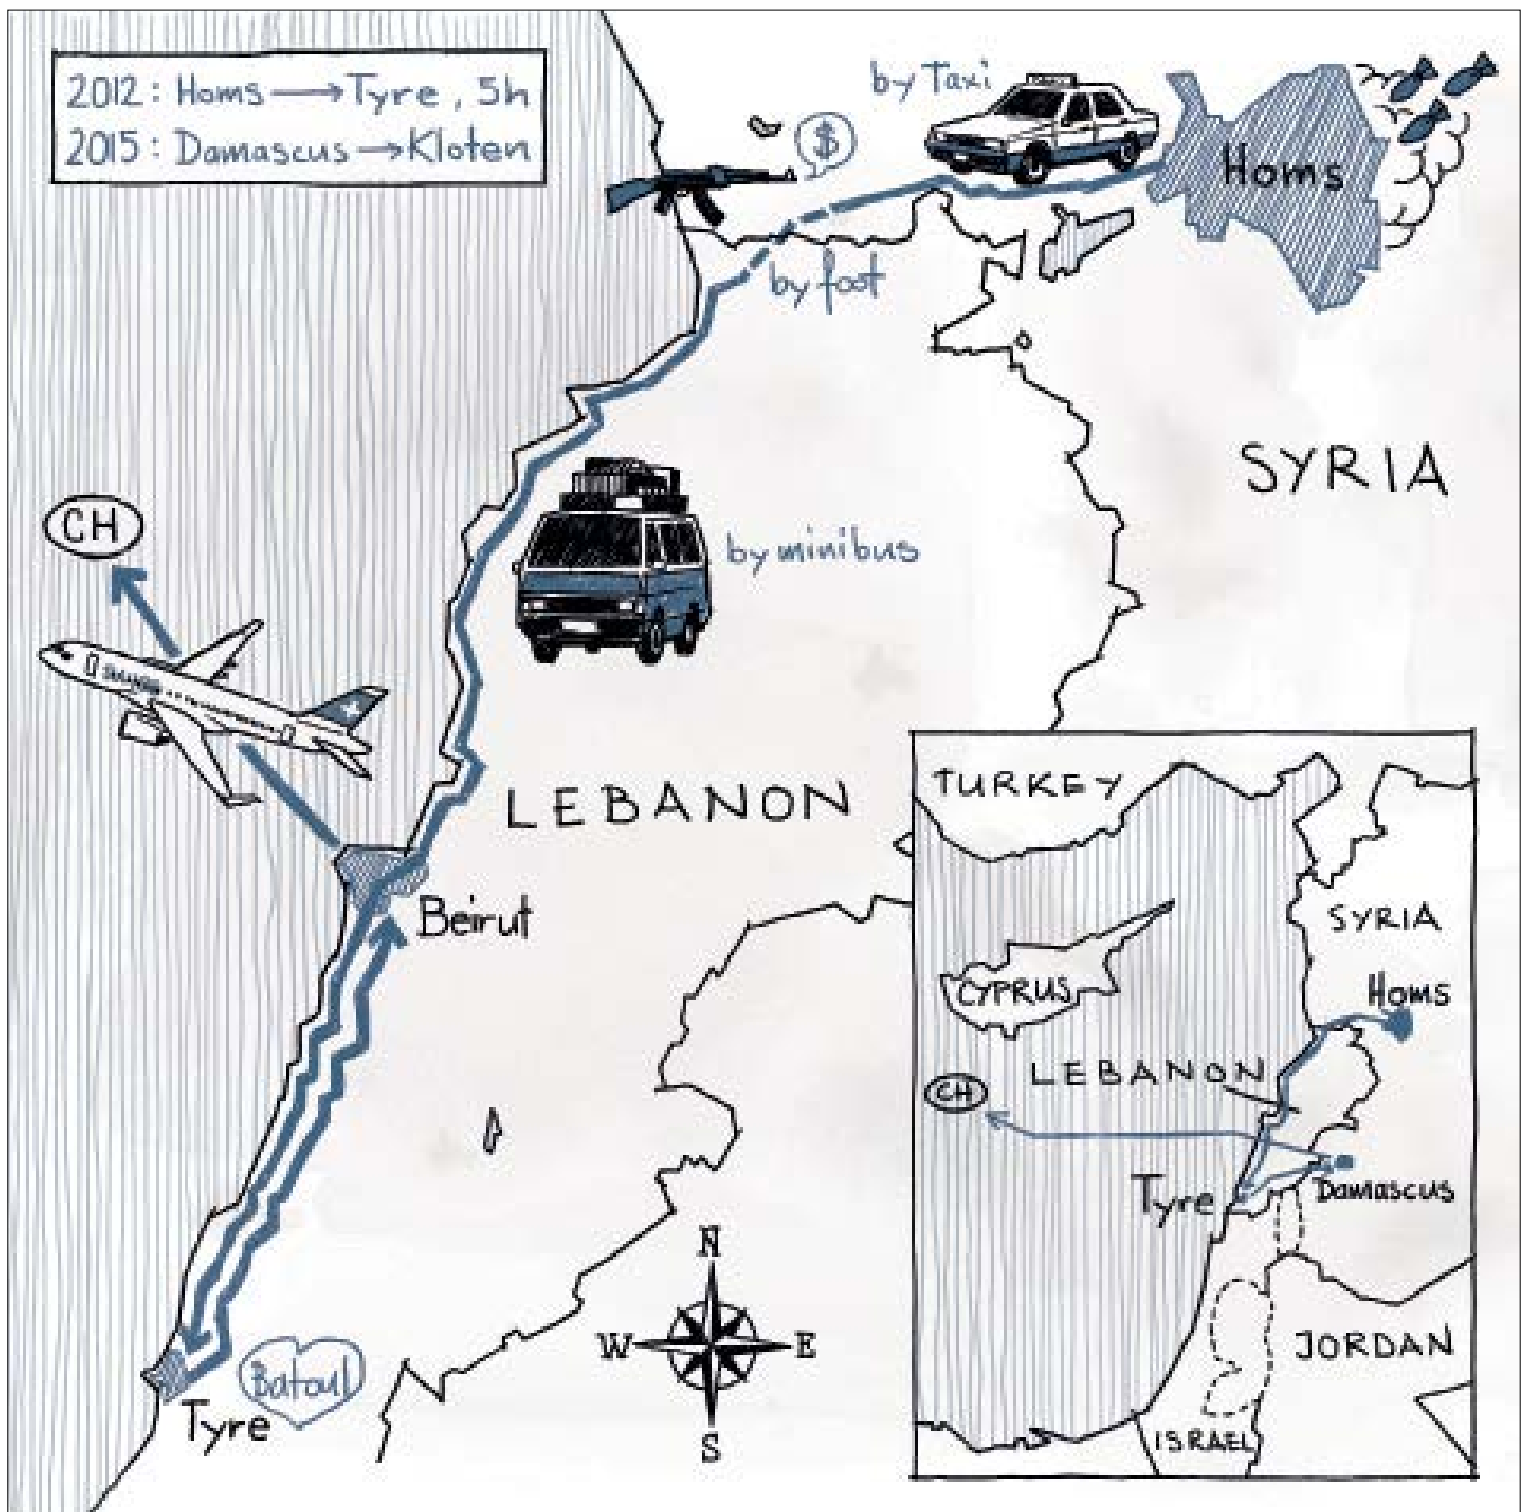 2012: Homs → Tyre, 5h
2015: Damascus → Kloten
by Taxi
$
Homs
by foot
SYRIA
CH
by minibus
LEBANON
Beirut
Tyre
Batoul
N
W E
S
TURKEY
SYRIA
CYPRUS
Homs
LEBANON
CH
Tyre
Damascus
JORDAN
ISRAEL